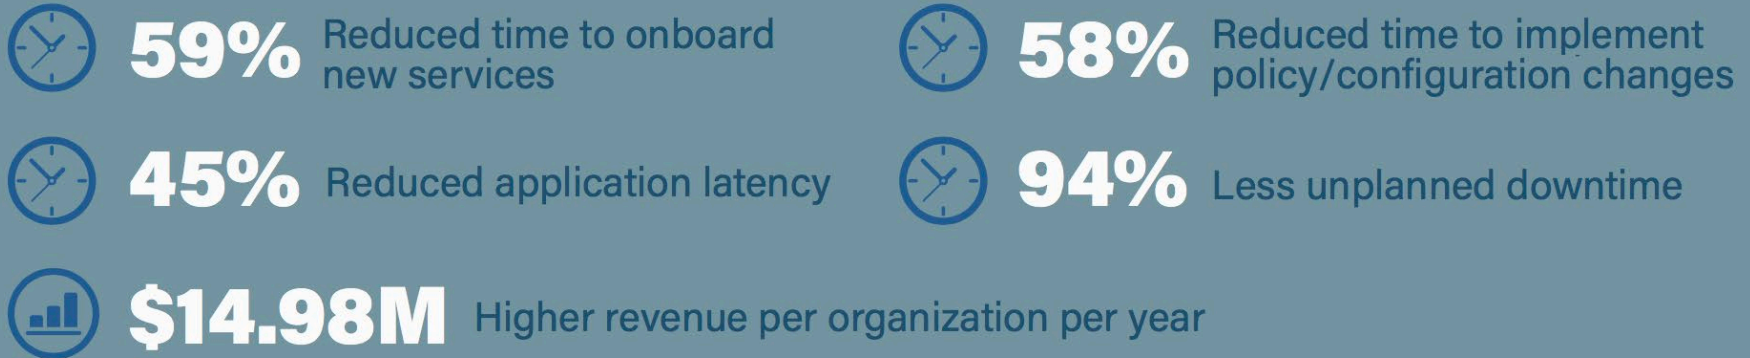 59% Reduced time to onboard
new services
58% Reduced time to implement
policy/configuration changes
45% Reduced application latency
94% Less unplanned downtime
$14.98M Higher revenue per organization per year